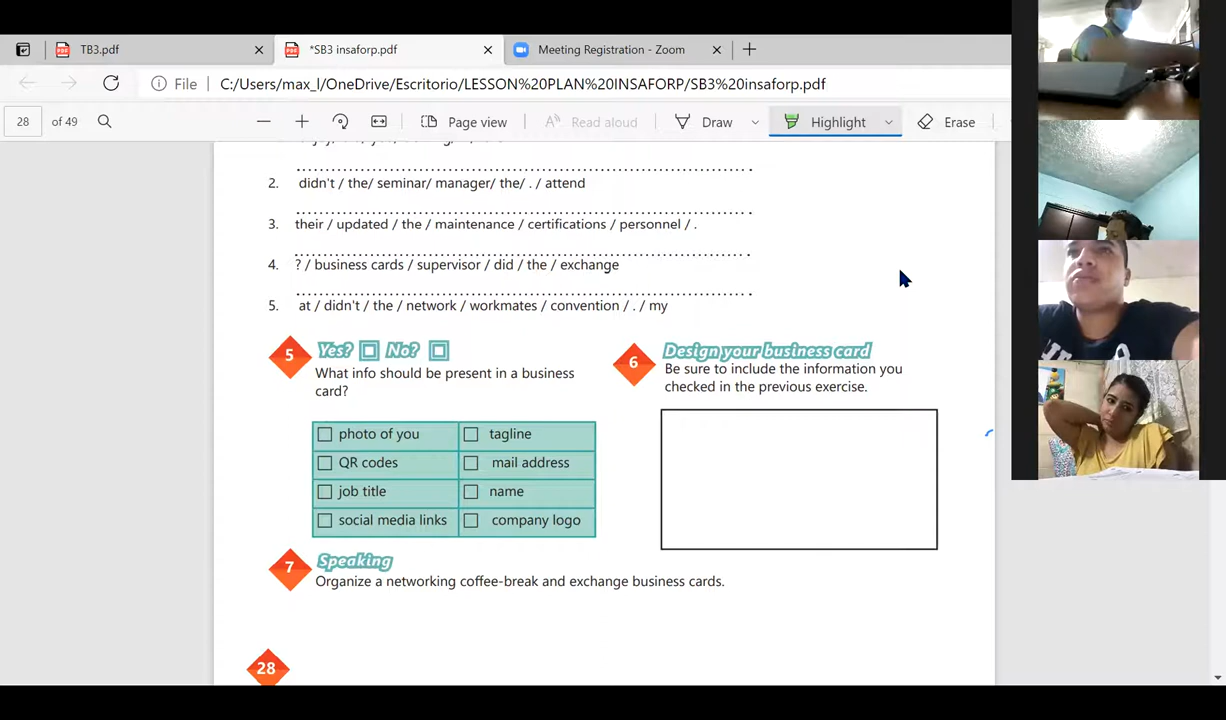 TB3.pdf
*SB3 insaforp.pdf
Meeting Registration - Zoom
File
C:/Users/max_l/OneDrive/Escritorio/LESSON%20PLAN%20INSAFORP/SB3%20insaforp.pdf
28 of 49
Page view
Read aloud
Draw
Highlight
Erase
2. didn't / the/ seminar/ manager/ the/ . / attend
3. their / updated / the / maintenance / certifications / personnel / .
4. ? / business cards / supervisor / did / the / exchange
5. at / didn't / the / network / workmates / convention / . / my
5 Yes? No?
What info should be present in a business
card?
photo of you tagline
QR codes mail address
job title name
social media links company logo
6 Design your business card
Be sure to include the information you
checked in the previous exercise.
7 Speaking
Organize a networking coffee-break and exchange business cards.
28